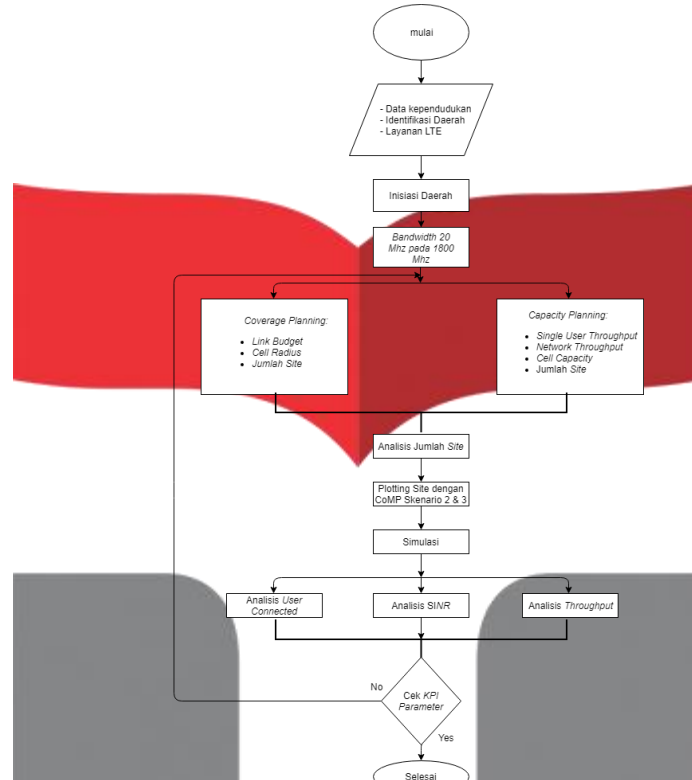 mulai
- Data kependudukan
- Identifikasi Daerah
- Layanan LTE
Inisiasi Daerah
Bandwidth 20
Mhz pada 1800
Mhz
Coverage Planning:
• Link Budget
• Cell Radius
• Jumlah Site
Capacity Planning:
• Single User Throughput
• Network Throughput
• Cell Capacity
• Jumlah Site
Analisis Jumlah Site
Plotting Site dengan
CoMP Skenario 2 & 3
Simulasi
Analisis User
Connected
Analisis SINR
Analisis Throughput
No
Cek KPI
Parameter
Yes
Selesai